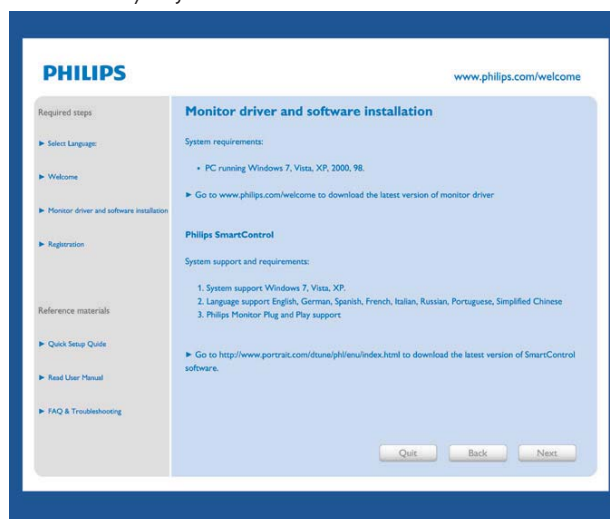 PHILIPS
www.philips.com/welcome
Required steps
► Select Language:
► Welcome
► Monitor driver and software installation
► Registration
Reference materials
► Quick Setup Quide
► Read User Manual
► FAQ & Troubleshooting
Monitor driver and software installation
System requirements:
• PC running Windows 7, Vista, XP, 2000, 98.
► Go to www.philips.com/welcome to download the latest version of monitor driver
Philips SmartControl
System support and requirements:
1. System support Windows 7, Vista, XP.
2. Language support English, German, Spanish, French, Italian, Russian, Portuguese, Simplified Chinese
3. Philips Monitor Plug and Play support
► Go to http://www.portrait.com/dtune/phl/enu/index.html to download the latest version of SmartControl
software.
Quit
Back
Next